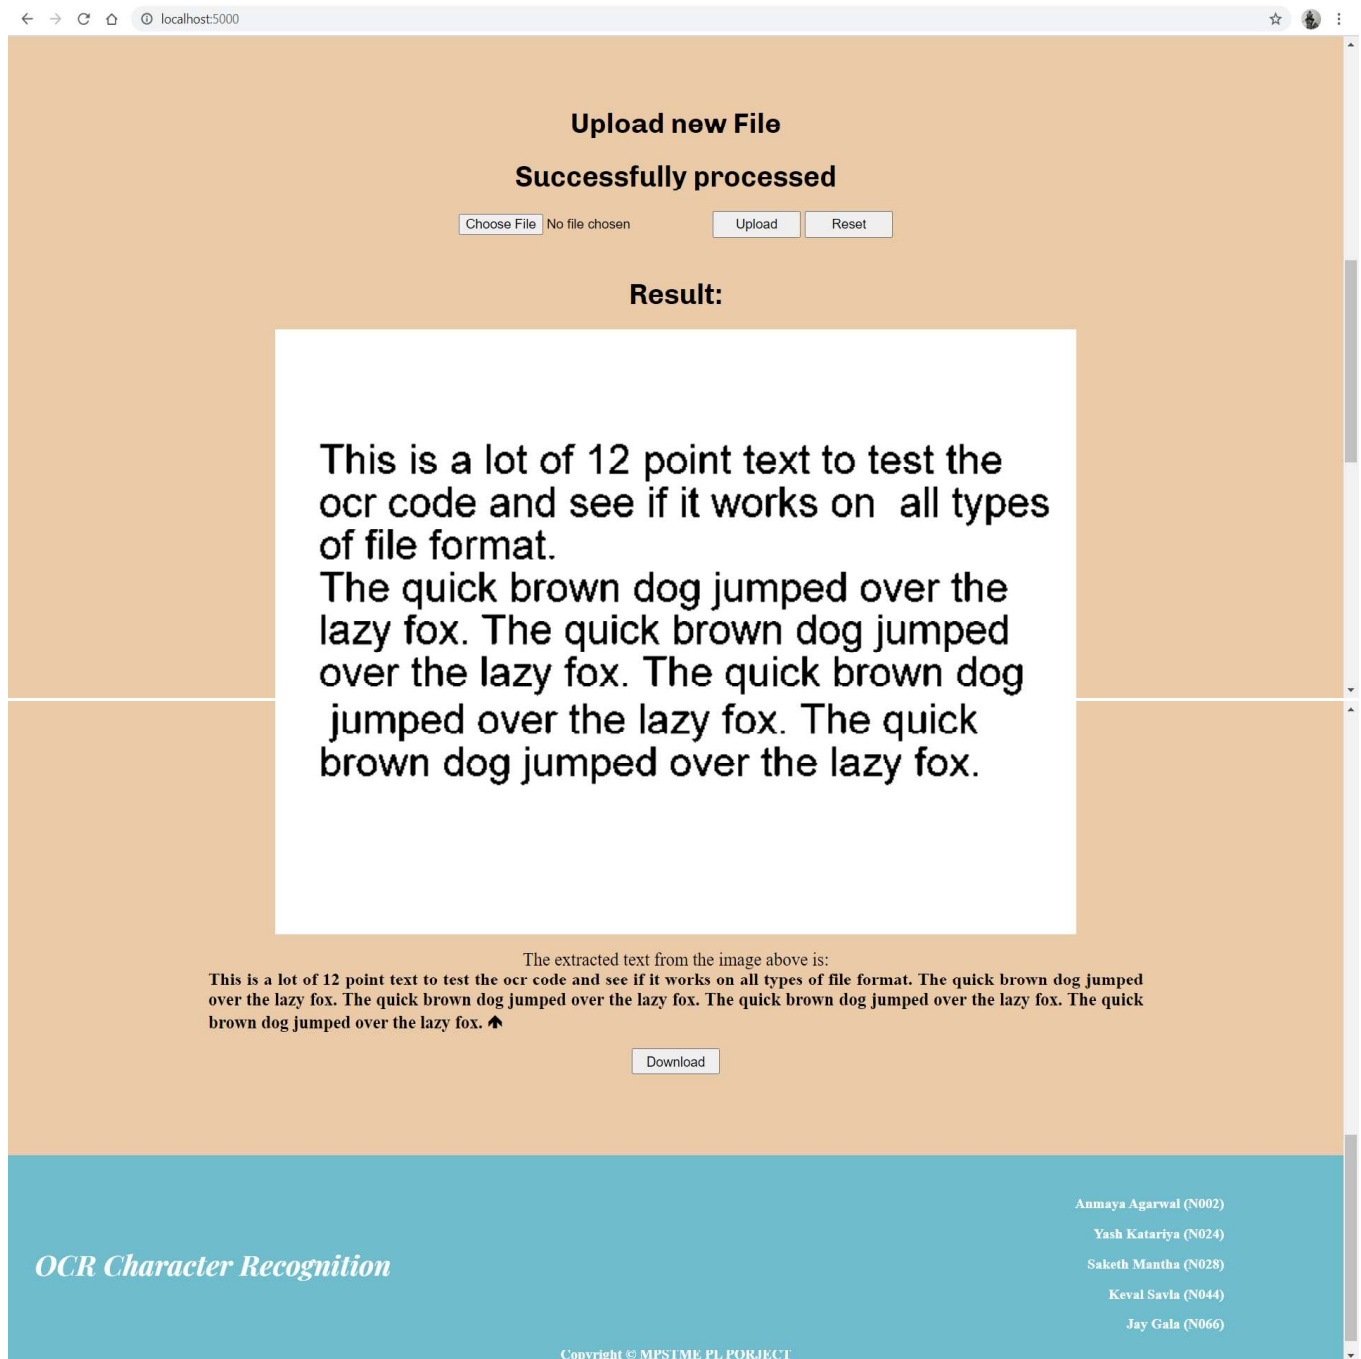 localhost:5000
Upload new File
Successfully processed
Choose File No file chosen Upload Reset
Result:
This is a lot of 12 point text to test the
ocr code and see if it works on all types
of file format.
The quick brown dog jumped over the
lazy fox. The quick brown dog jumped
over the lazy fox. The quick brown dog
jumped over the lazy fox. The quick
brown dog jumped over the lazy fox.
The extracted text from the image above is:
This is a lot of 12 point text to test the ocr code and see if it works on all types of file format. The quick brown dog jumped
over the lazy fox. The quick brown dog jumped over the lazy fox. The quick brown dog jumped over the lazy fox. The quick
brown dog jumped over the lazy fox.
Download
OCR Character Recognition
Anmaya Agarwal (N002)
Yash Katariya (N024)
Saketh Mantha (N028)
Keval Savla (N044)
Jay Gala (N066)
Copyright © MPSTME PL PORJECT